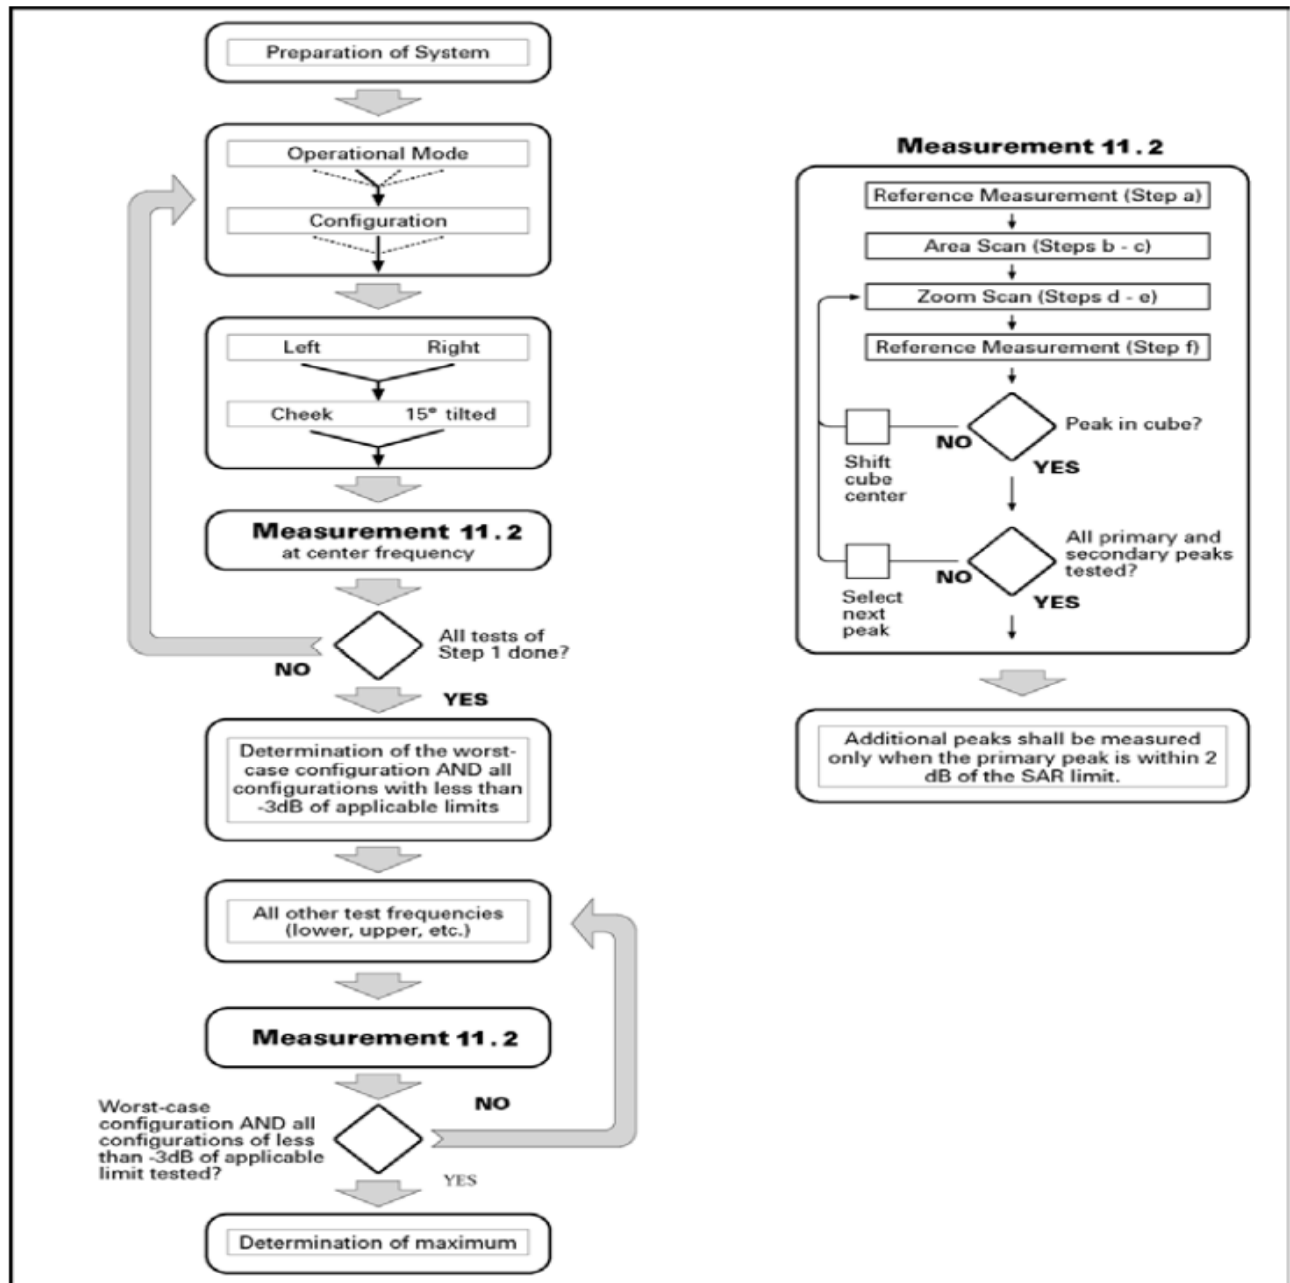 Preparation of System
Operational Mode
Configuration
Left Right
Cheek 15° tilted
Measurement 11.2
at center frequency
All tests of
Step 1 done?
NO
YES
Determination of the worst-
case configuration AND all
configurations with less than
-3dB of applicable limits
All other test frequencies
(lower, upper, etc.)
Measurement 11.2
NO
Worst-case
configuration AND all
configurations of less
than -3dB of applicable
limit tested?
YES
Determination of maximum
Measurement 11.2
Reference Measurement (Step a)
Area Scan (Steps b - c)
Zoom Scan (Steps d - e)
Reference Measurement (Step f)
Peak in cube?
NO
YES
Shift
cube
center
All primary and
secondary peaks
tested?
NO
YES
Select
next
peak
Additional peaks shall be measured
only when the primary peak is within 2
dB of the SAR limit.